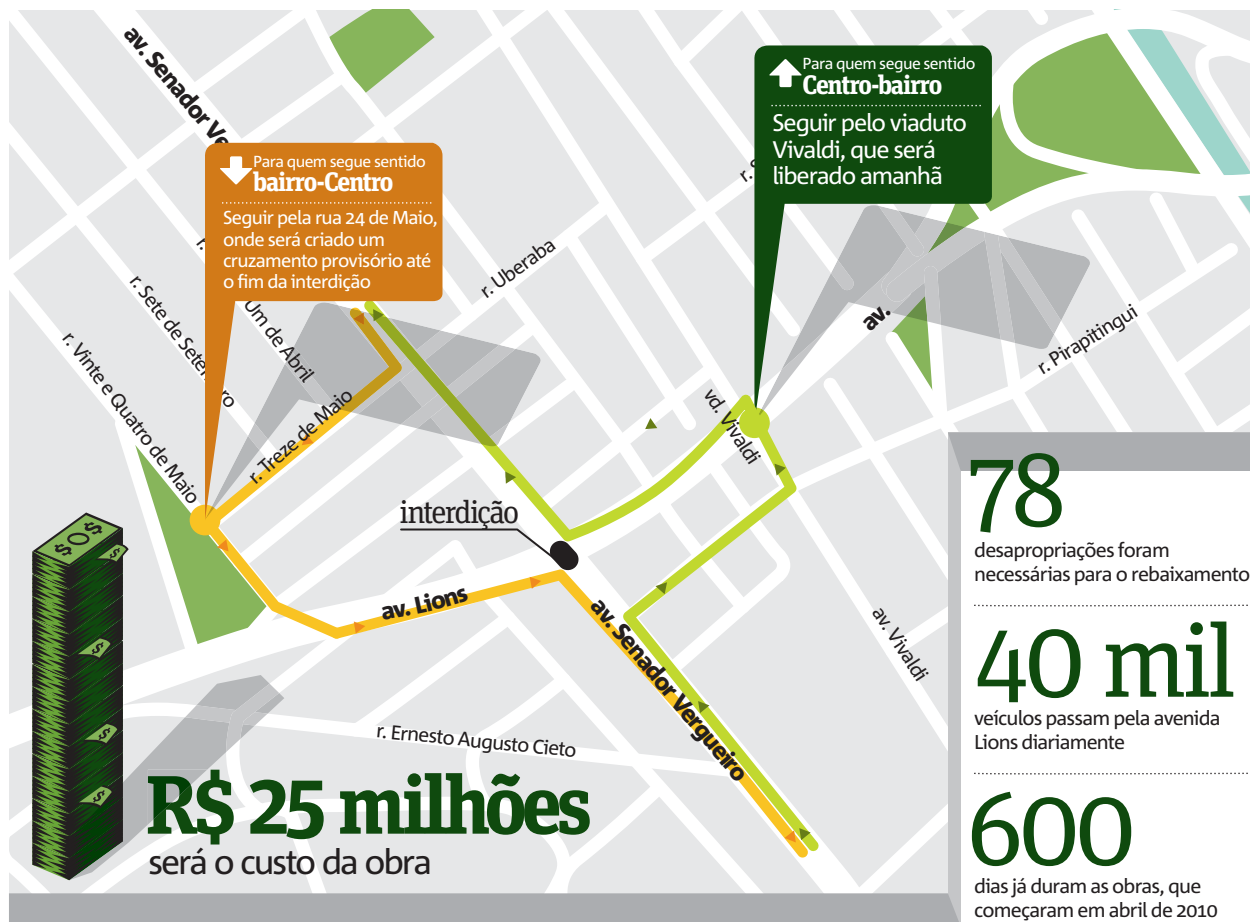 av. Senador Ve
Para quem segue sentido
bairro-Centro
Seguir pela rua 24 de Maio,
onde será criado um
cruzamento provisório até
o fim da interdição
Para quem segue sentido
Centro-bairro
Seguir pelo viaduto
Vivaldi, que será
liberado amanhã
r. S
r.
r. Uberaba
r. Sete de Setembro
Um de Abril
r. Vinte e Quatro de Maio
r. Treze de Maio
av.
r. Pirapitingui
vd. Vivaldi
interdição
av. Lions
av. Senador Vergueiro
av. Vivaldi
r. Ernesto Augusto Cieto
$ O $
$
$
$
$
R$ 25 milhões
será o custo da obra
78
desapropriações foram
necessárias para o rebaixamento
40 mil
veículos passam pela avenida
Lions diariamente
600
dias já duram as obras, que
começaram em abril de 2010